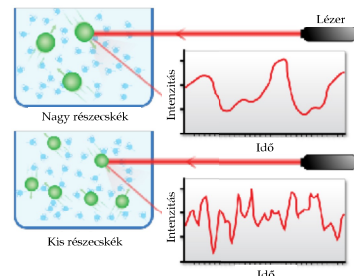 Lézer
Intenzitás
Nagy részecskék
Idő
Intenzitás
Kis részecskék
Idő